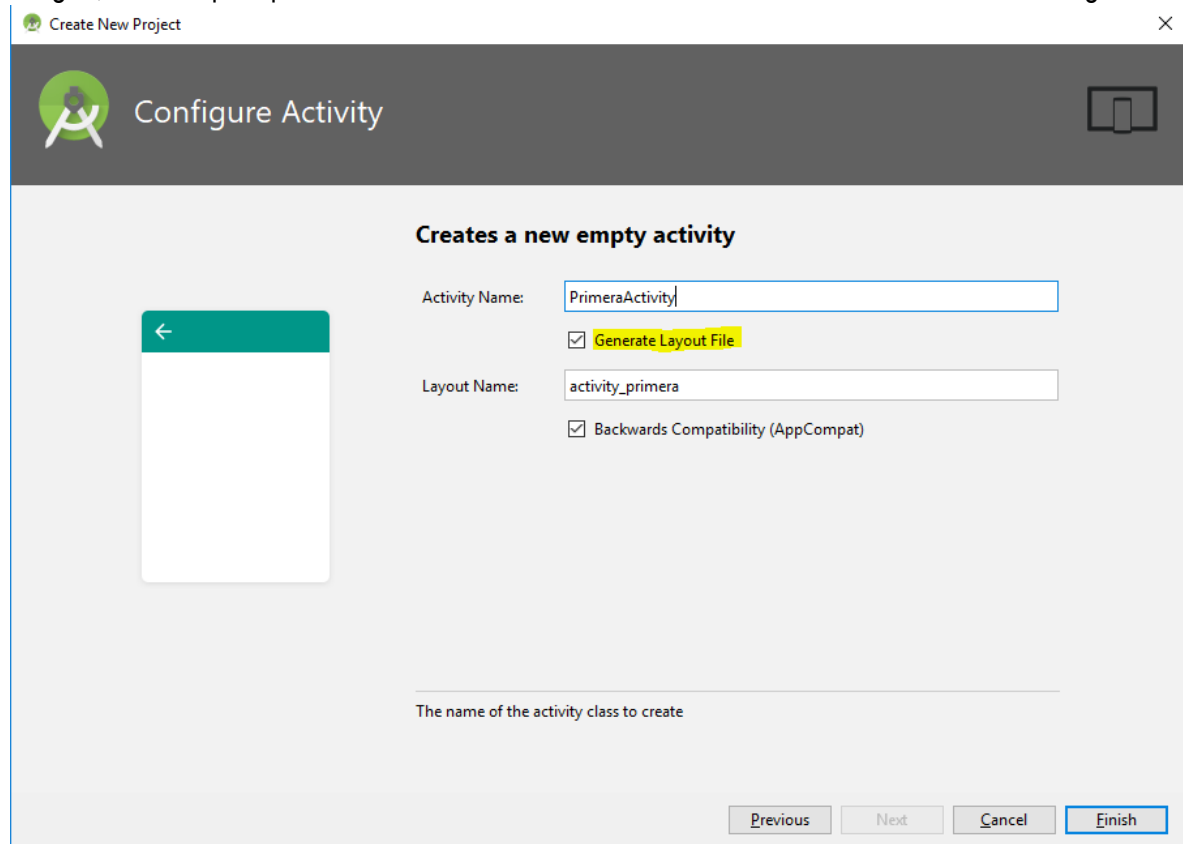 Create New Project
Configure Activity
Creates a new empty activity
Activity Name:
PrimeraActivity
Generate Layout File
Layout Name:
activity_primera
Backwards Compatibility (AppCompat)
The name of the activity class to create
Previous
Next
Cancel
Finish